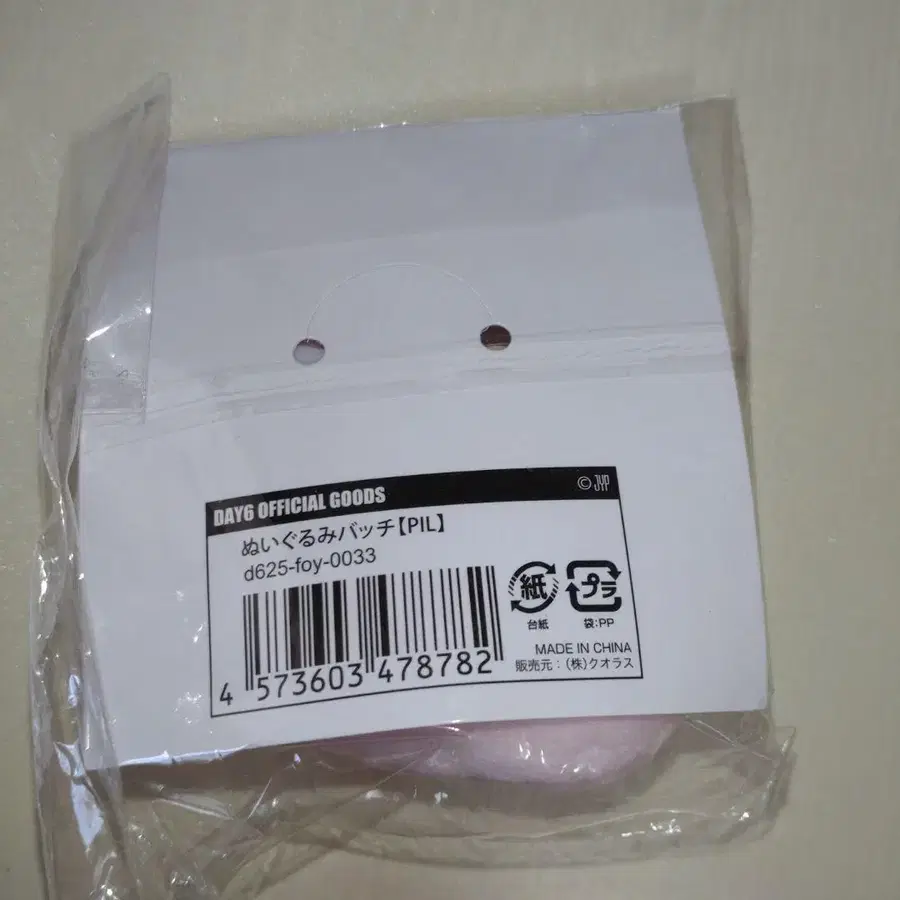 DAY6 OFFICIAL GOODS
© JYP
ぬいぐるみバッチ【PIL】
d625-foy-0033
紙
プラ
台紙
袋:PP
MADE IN CHINA
販売元:(株)クオラス
4 573603 478782